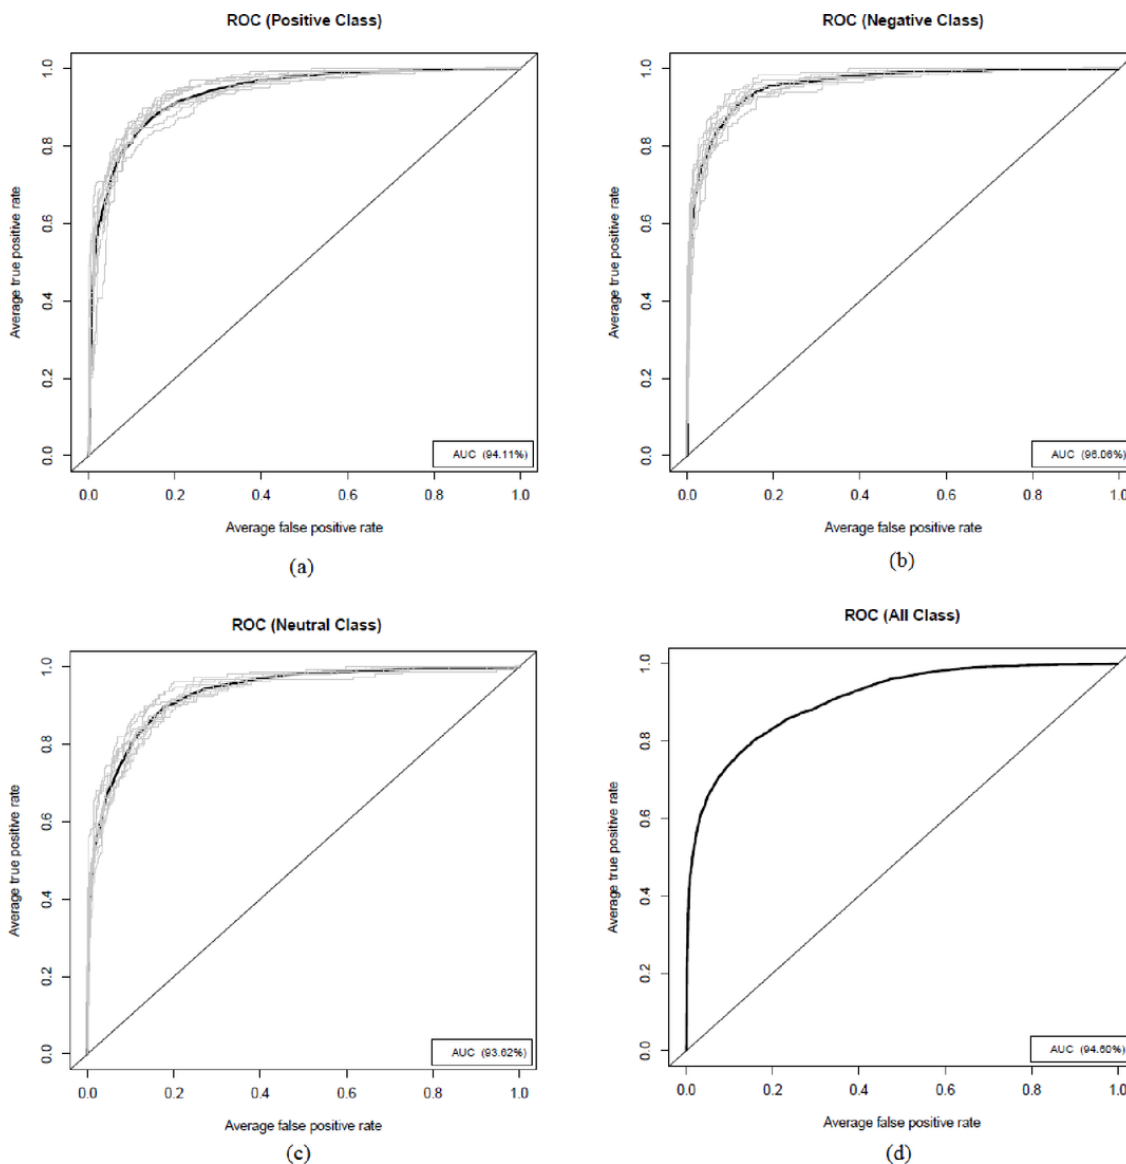 ROC (Positive Class)
Average true positive rate
1.0
0.8
0.6
0.4
0.2
0.0
AUC (94.11%)
0.0 0.2 0.4 0.6 0.8 1.0
Average false positive rate
(a)
ROC (Negative Class)
Average true positive rate
1.0
0.8
0.6
0.4
0.2
0.0
AUC (96.06%)
0.0 0.2 0.4 0.6 0.8 1.0
Average false positive rate
(b)
ROC (Neutral Class)
Average true positive rate
1.0
0.8
0.6
0.4
0.2
0.0
AUC (93.62%)
0.0 0.2 0.4 0.6 0.8 1.0
Average false positive rate
(c)
ROC (All Class)
Average true positive rate
1.0
0.8
0.6
0.4
0.2
0.0
AUC (94.60%)
0.0 0.2 0.4 0.6 0.8 1.0
Average false positive rate
(d)